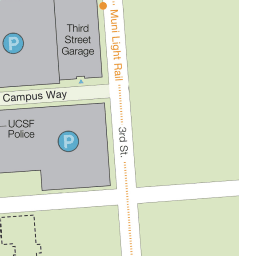 P
Third
Street
Garage
Muni Light Rail
Campus Way
UCSF
Police
P
3rd St.